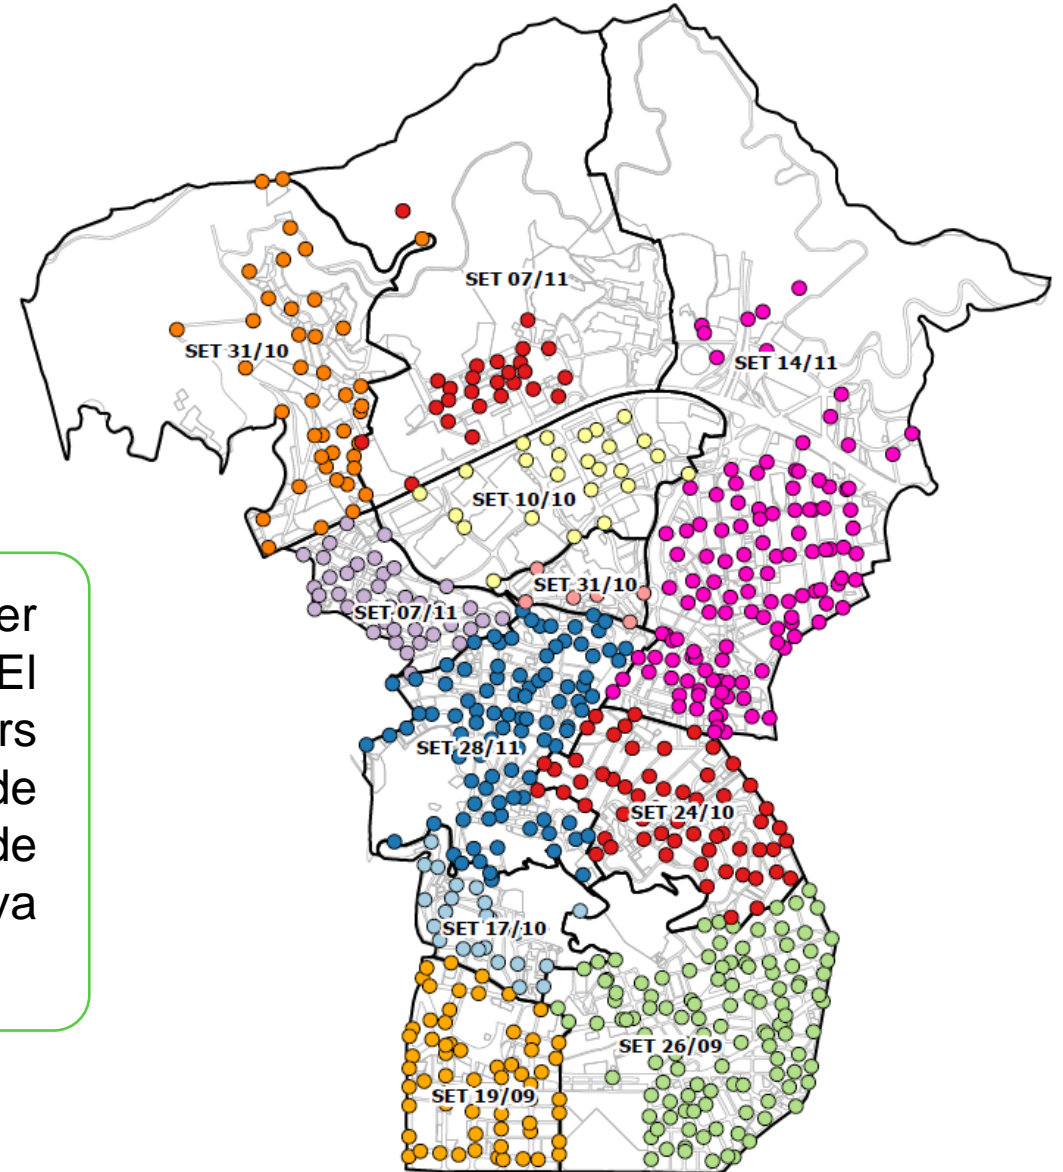 SET 07/11
SET 31/10
SET 14/11
SET 10/10
SET 31/10
SET 07/11
er
El
rs
de
de
ya
SET 28/11
SET 24/10
SET 17/10
SET 26/09
SET 19/09